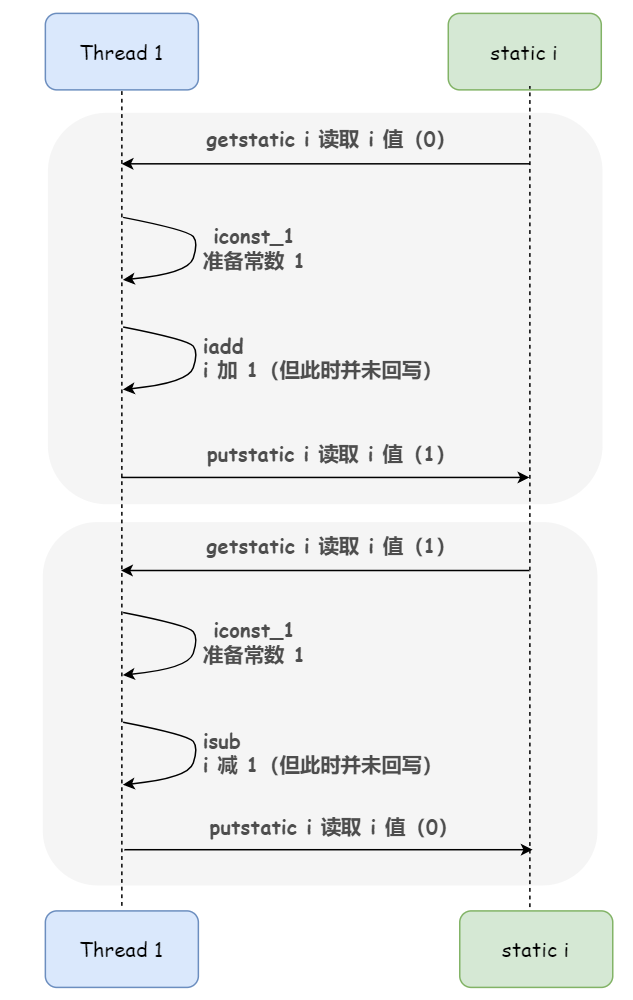 Thread 1
static i
getstatic i 读取 i 值（0）
iconst_1
准备常数 1
iadd
i 加 1（但此时并未回写）
putstatic i 读取 i 值（1）
getstatic i 读取 i 值（1）
iconst_1
准备常数 1
isub
i 减 1（但此时并未回写）
putstatic i 读取 i 值（0）
Thread 1
static i